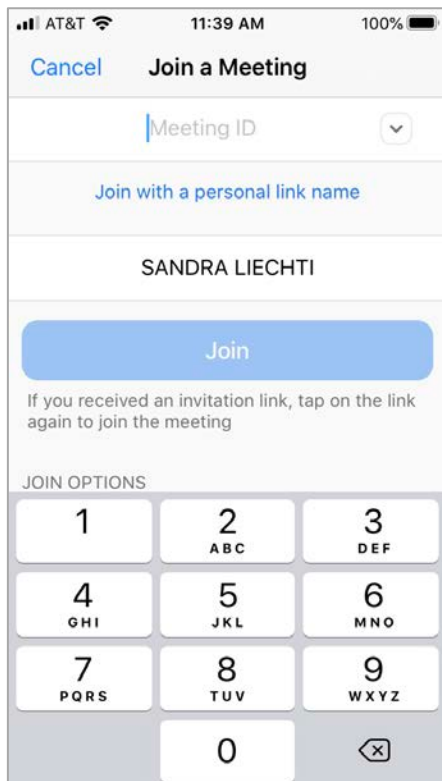 AT&T 11:39 AM 100%
Cancel Join a Meeting
Meeting ID
Join with a personal link name
SANDRA LIECHTI
Join
If you received an invitation link, tap on the link
again to join the meeting
JOIN OPTIONS
1 2 3
ABC DEF
4 5 6
GHI JKL MNO
7 8 9
PQRS TUV WXYZ
0